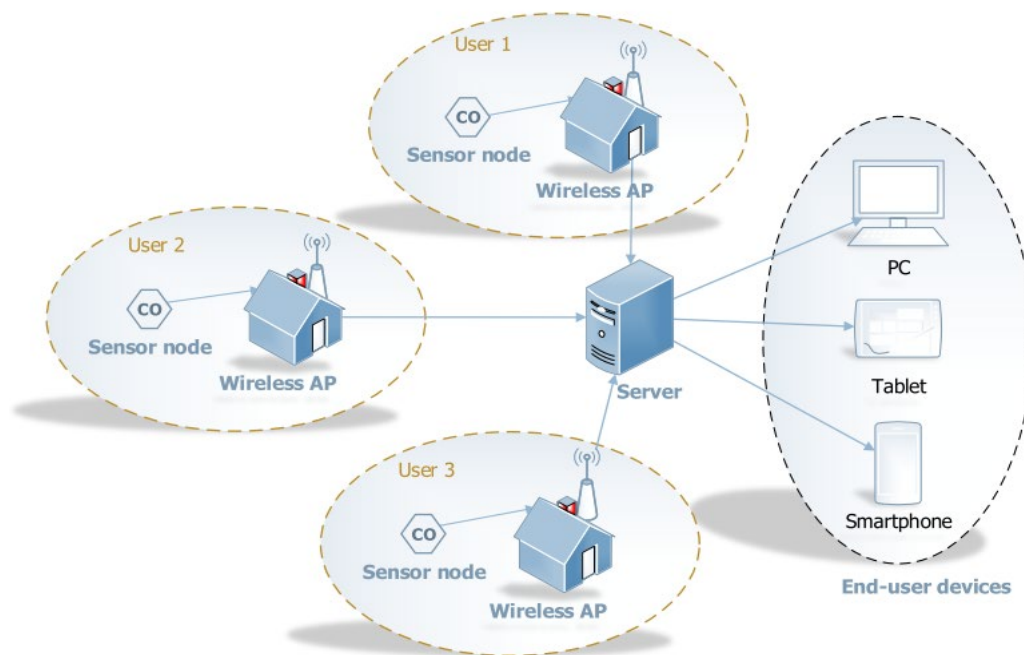 User 1
CO
Sensor node
Wireless AP
User 2
CO
Sensor node
Wireless AP
User 3
CO
Sensor node
Wireless AP
Server
PC
Tablet
Smartphone
End-user devices